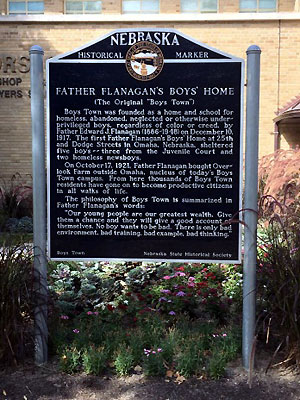 NEBRASKA
HISTORICAL MARKER
FATHER FLANAGAN'S BOYS' HOME
(The Original "Boys Town")
Boys Town was founded as a home and school for
homeless, abandoned, neglected or otherwise under-
privileged boys, regardless of color or creed, by
Father Edward J. Flanagan (1886-1948) on December 10,
1917. The first Father Flanagan's Boys' Home at 25th
and Dodge Streets in Omaha, Nebraska, sheltered
five boys -- three from the Juvenile Court and
two homeless newsboys.
On October 17, 1921, Father Flanagan bought Over-
look Farm outside Omaha, nucleus of today's Boys
Town campus. From here thousands of Boys Town
residents have gone on to become productive citizens
in all walks of life.
The philosophy of Boys Town is summarized in
Father Flanagan's words:
"Our young people are our greatest wealth. Give
them a chance and they will give a good account of
themselves. No boy wants to be bad. There is only bad
environment, bad training, bad example, bad thinking."
Boys Town Nebraska State Historical Society
SHOP